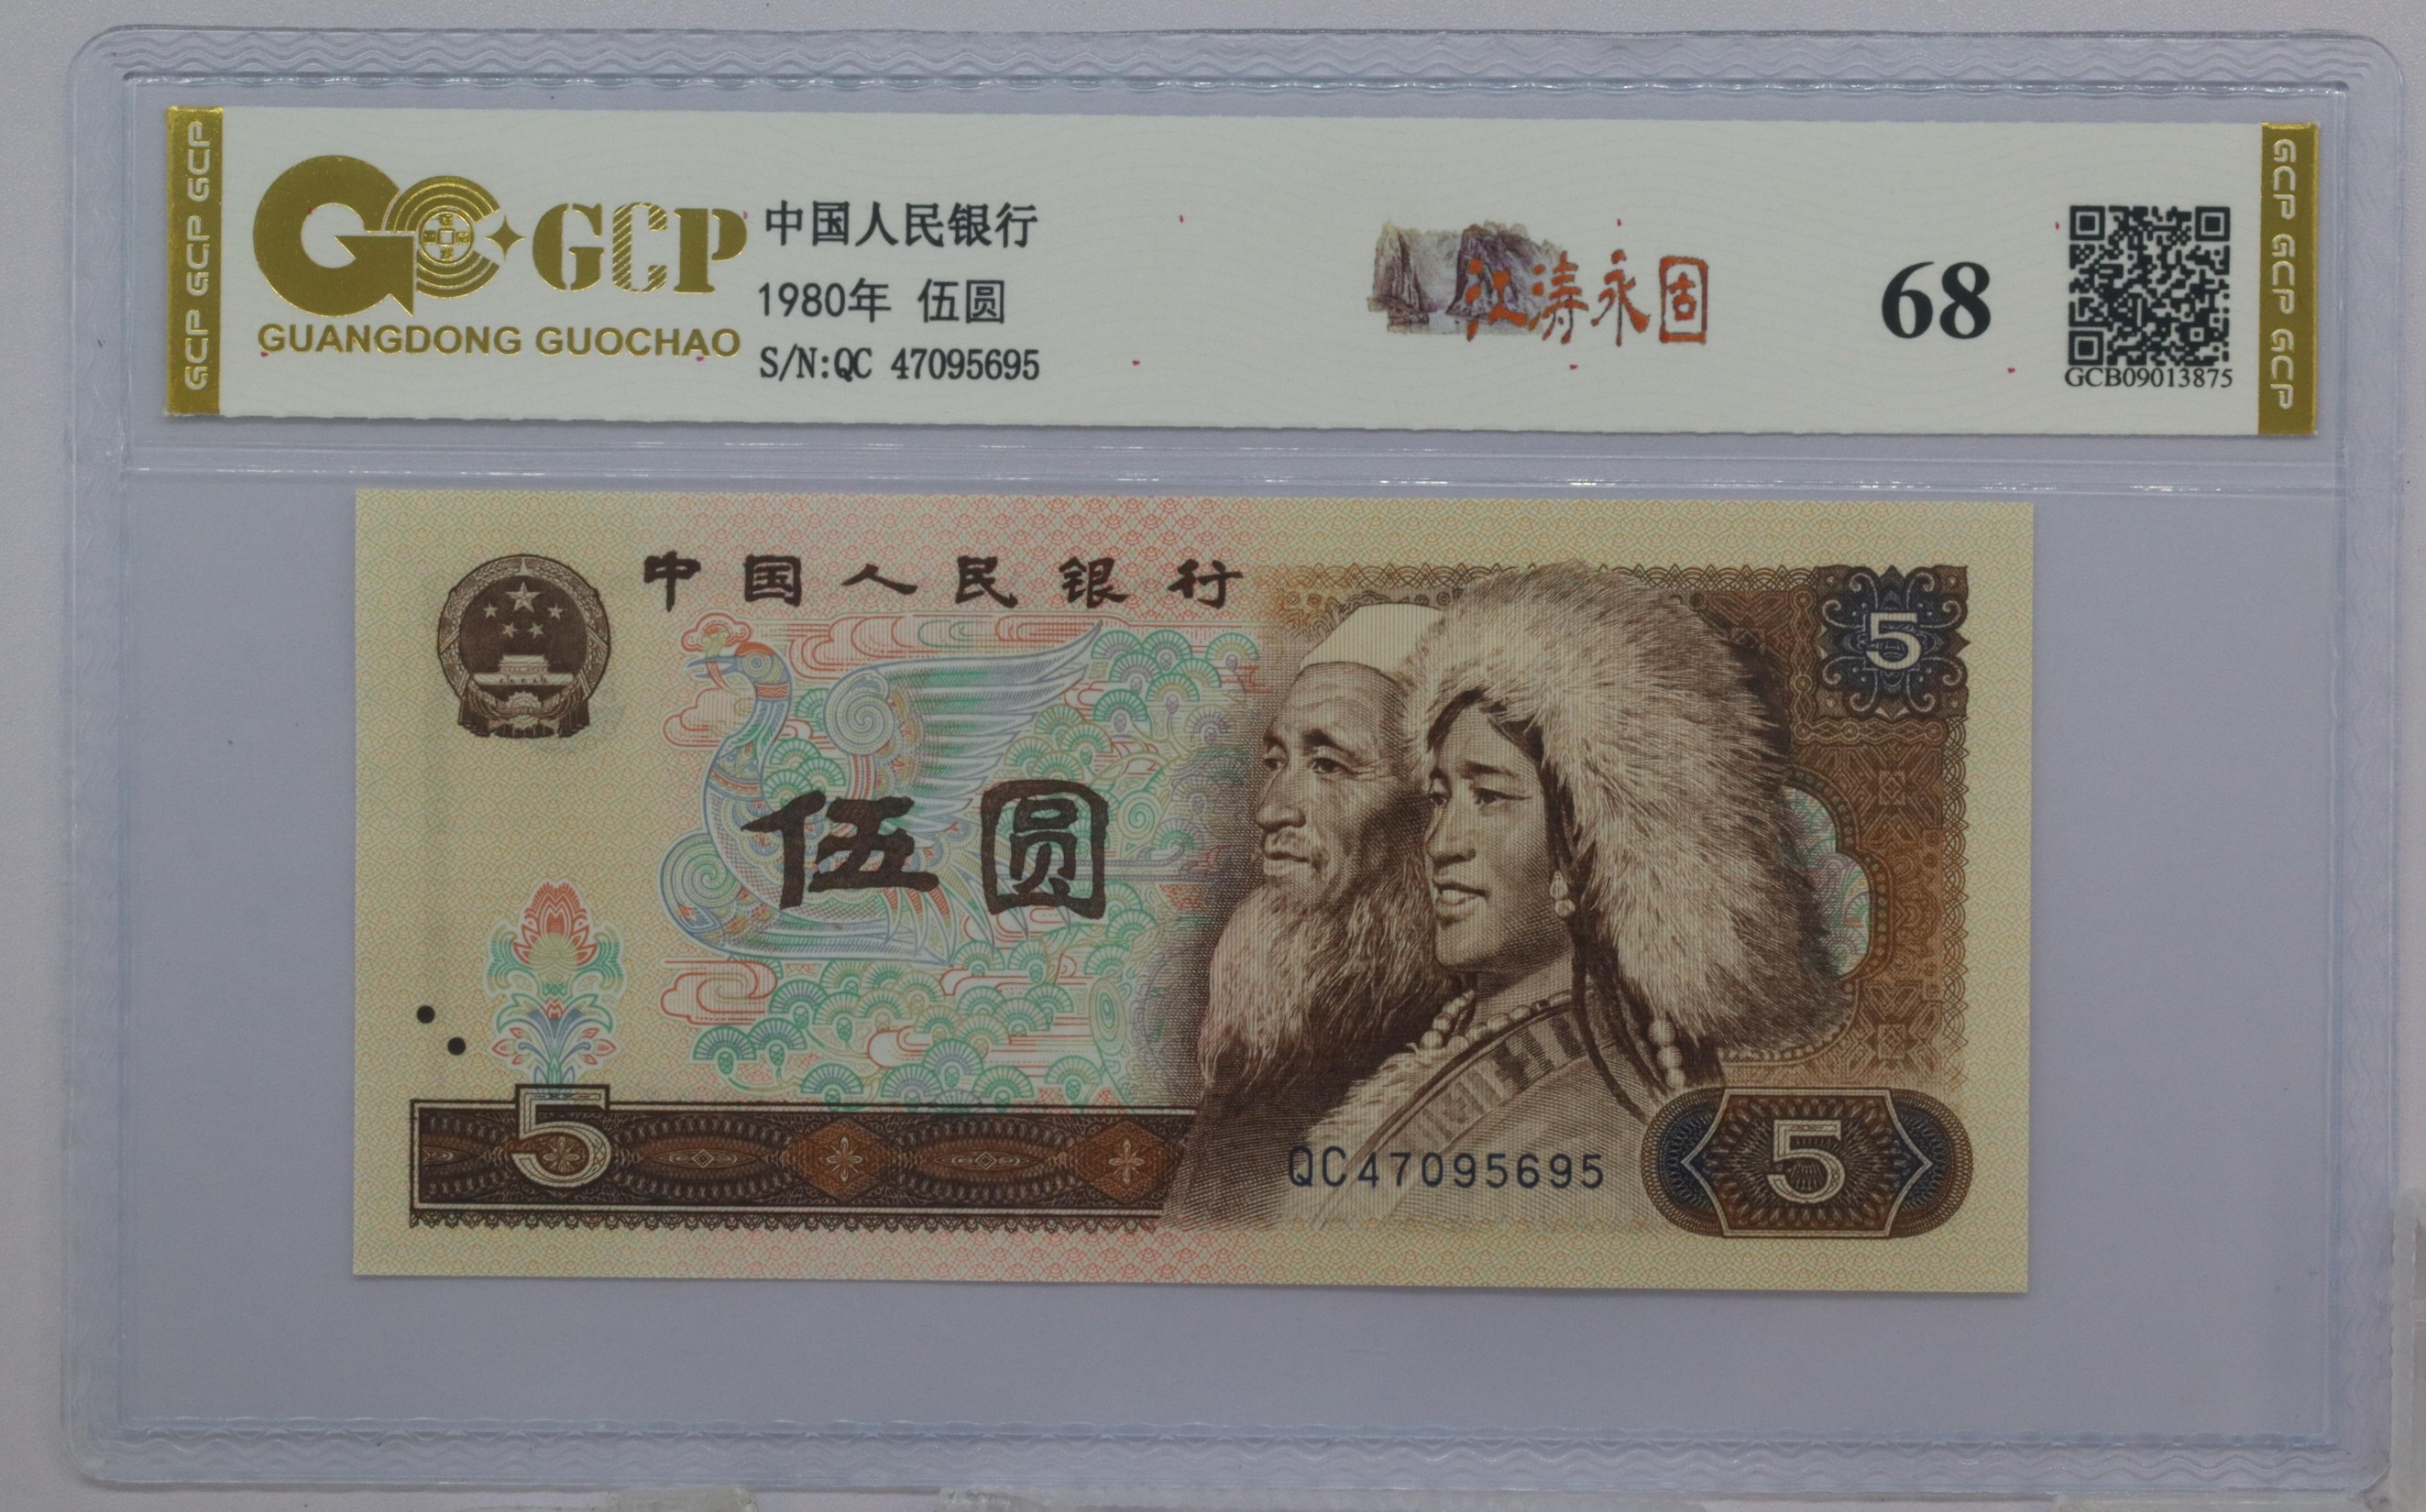 GCP GCP GCP
GCP
GUANGDONG GUOCHAO
中国人民银行
1980年 伍圆
S/N:QC 47095695
江涛永固
68
GCB09013875
GCP GCP GCP
中国人民银行
5
伍圆
5
QC47095695
5